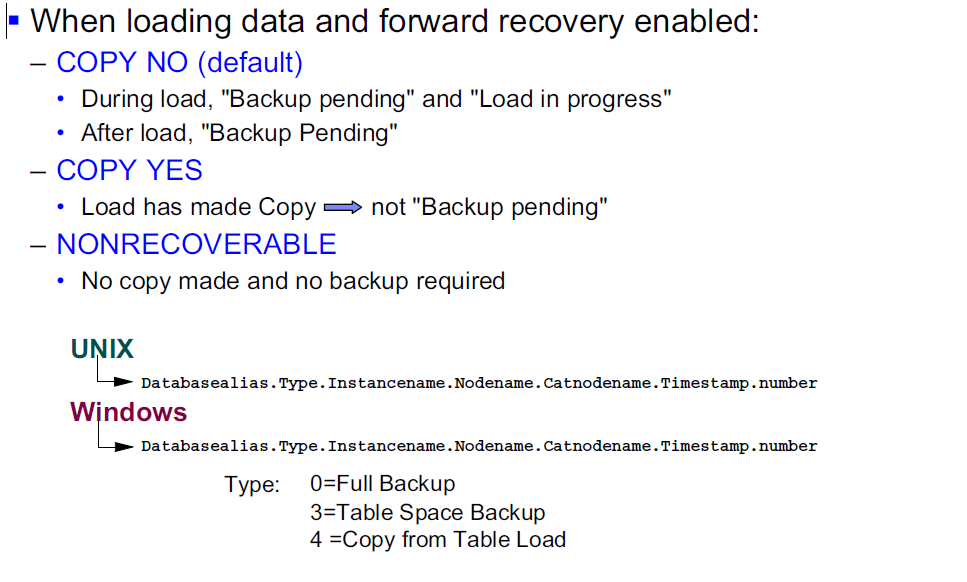 When loading data and forward recovery enabled:
– COPY NO (default)
• During load, "Backup pending" and "Load in progress"
• After load, "Backup Pending"
– COPY YES
• Load has made Copy ⇒ not "Backup pending"
– NONRECOVERABLE
• No copy made and no backup required
UNIX
Databasealias.Type.Instancename.Nodename.Catnodename.Timestamp.number
Windows
Databasealias.Type.Instancename.Nodename.Catnodename.Timestamp.number
Type: 0=Full Backup
3=Table Space Backup
4 =Copy from Table Load